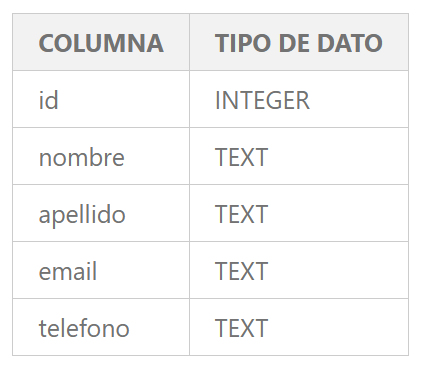 COLUMNA TIPO DE DATO
id INTEGER
nombre TEXT
apellido TEXT
email TEXT
telefono TEXT